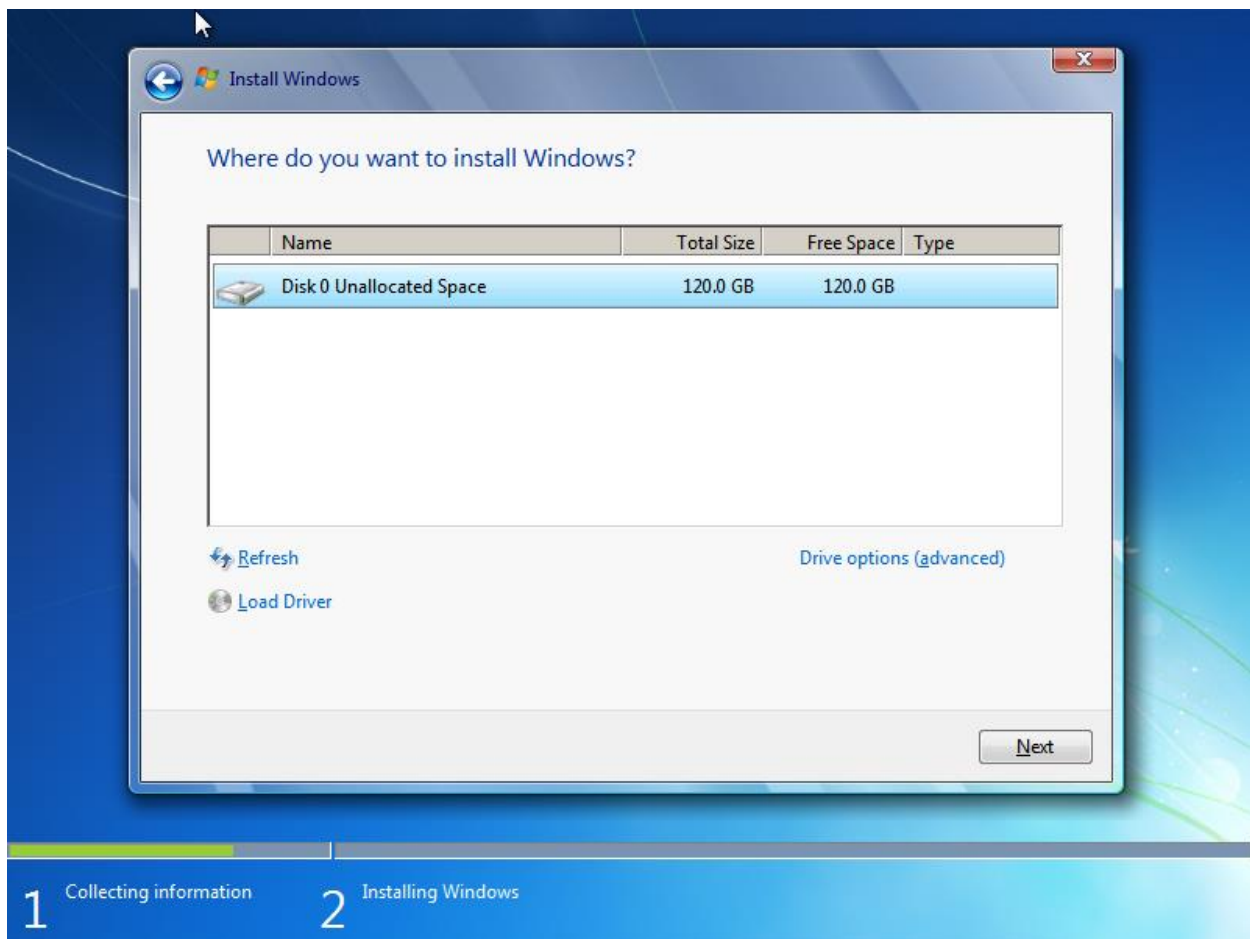 Install Windows
Where do you want to install Windows?
Name Total Size Free Space Type
Disk 0 Unallocated Space 120.0 GB 120.0 GB
Refresh Drive options (advanced)
Load Driver
Next
1 Collecting information 2 Installing Windows